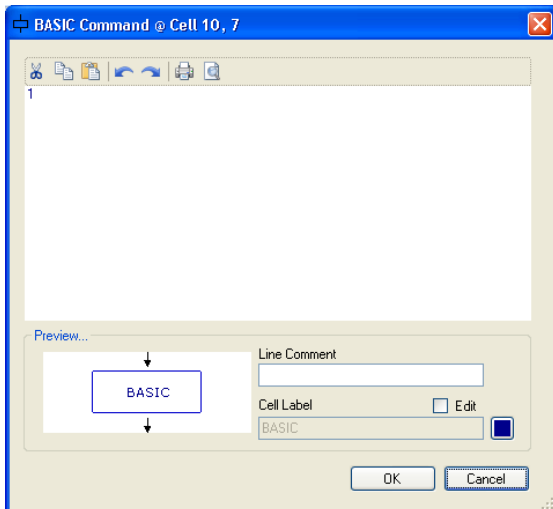 BASIC Command @ Cell 10, 7
1
Preview...
BASIC
Line Comment
Cell Label
Edit
BASIC
OK
Cancel